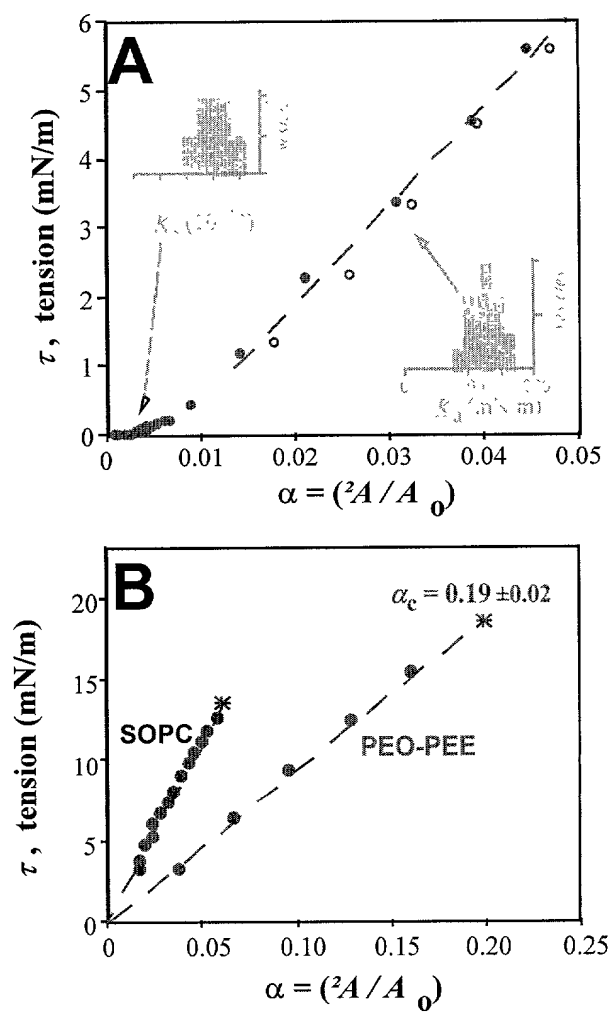 A
6
5
4
3
2
1
0
τ, tension (mN/m)
0
0.01
0.02
0.03
0.04
0.05
α = (²A/A₀)
B
αc = 0.19 ±0.02
20
15
10
5
0
τ, tension (mN/m)
SOPC
PEO-PEE
0
0.05
0.10
0.15
0.20
0.25
α = (²A/A₀)